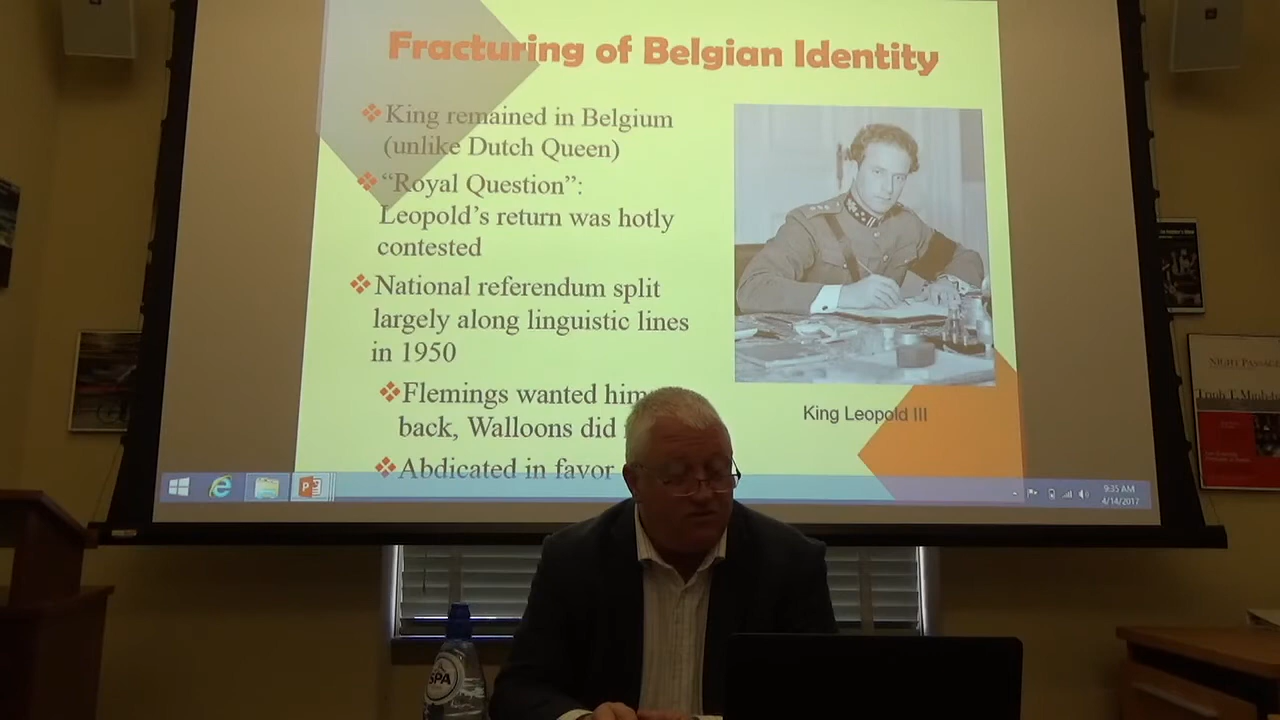 Fracturing of Belgian Identity
King remained in Belgium
(unlike Dutch Queen)
“Royal Question”:
Leopold’s return was hotly
contested
National referendum split
largely along linguistic lines
in 1950
Flemings wanted him
back, Walloons did
Abdicated in favor
King Leopold III
9:35 AM
4/14/2017
SPA
NIGHT PASSAG